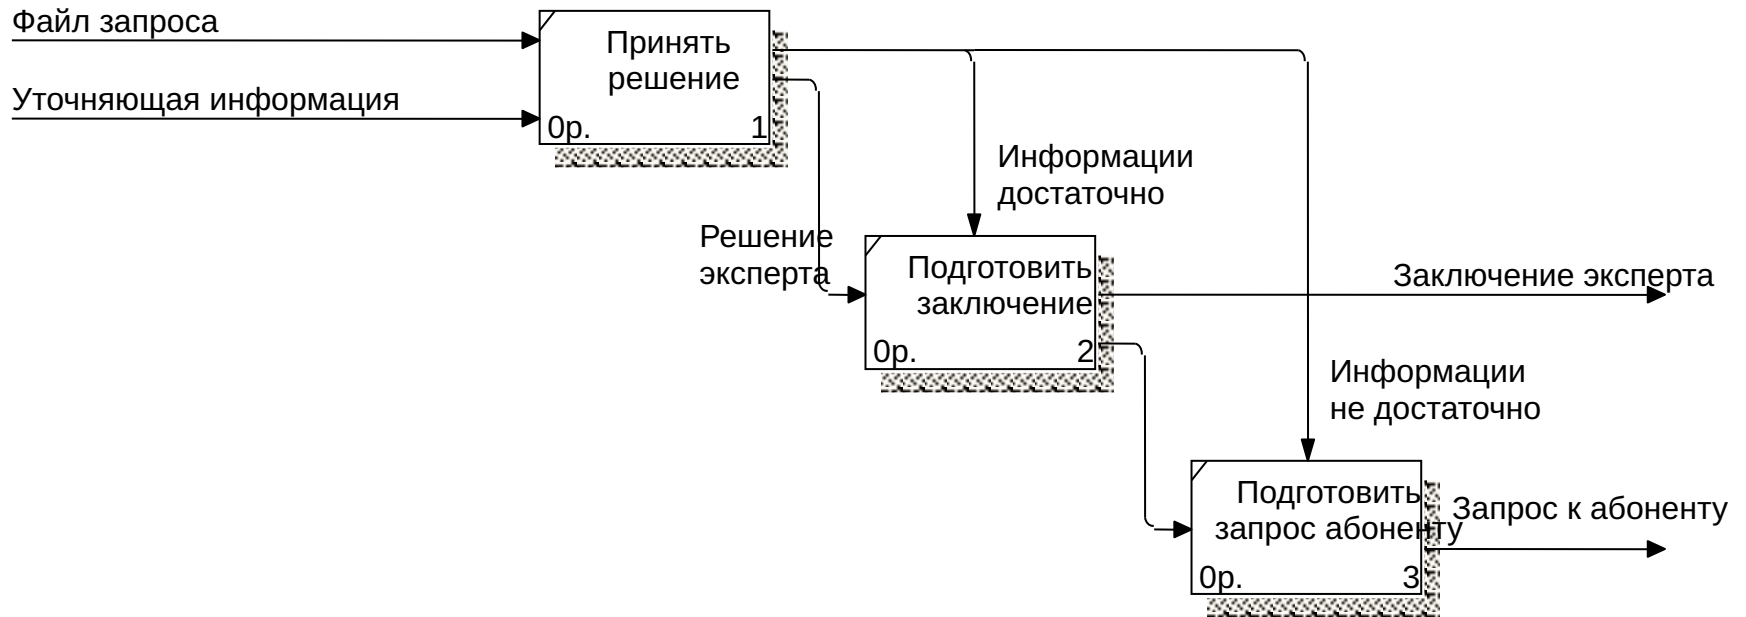 Файл запроса
Принять
решение
Уточняющая информация
0р. 1
Информации
достаточно
Решение
эксперта
Подготовить
заключение
0р. 2
Заключение эксперта
Информации
не достаточно
Подготовить
запрос абоненту
0р. 3
Запрос к абоненту